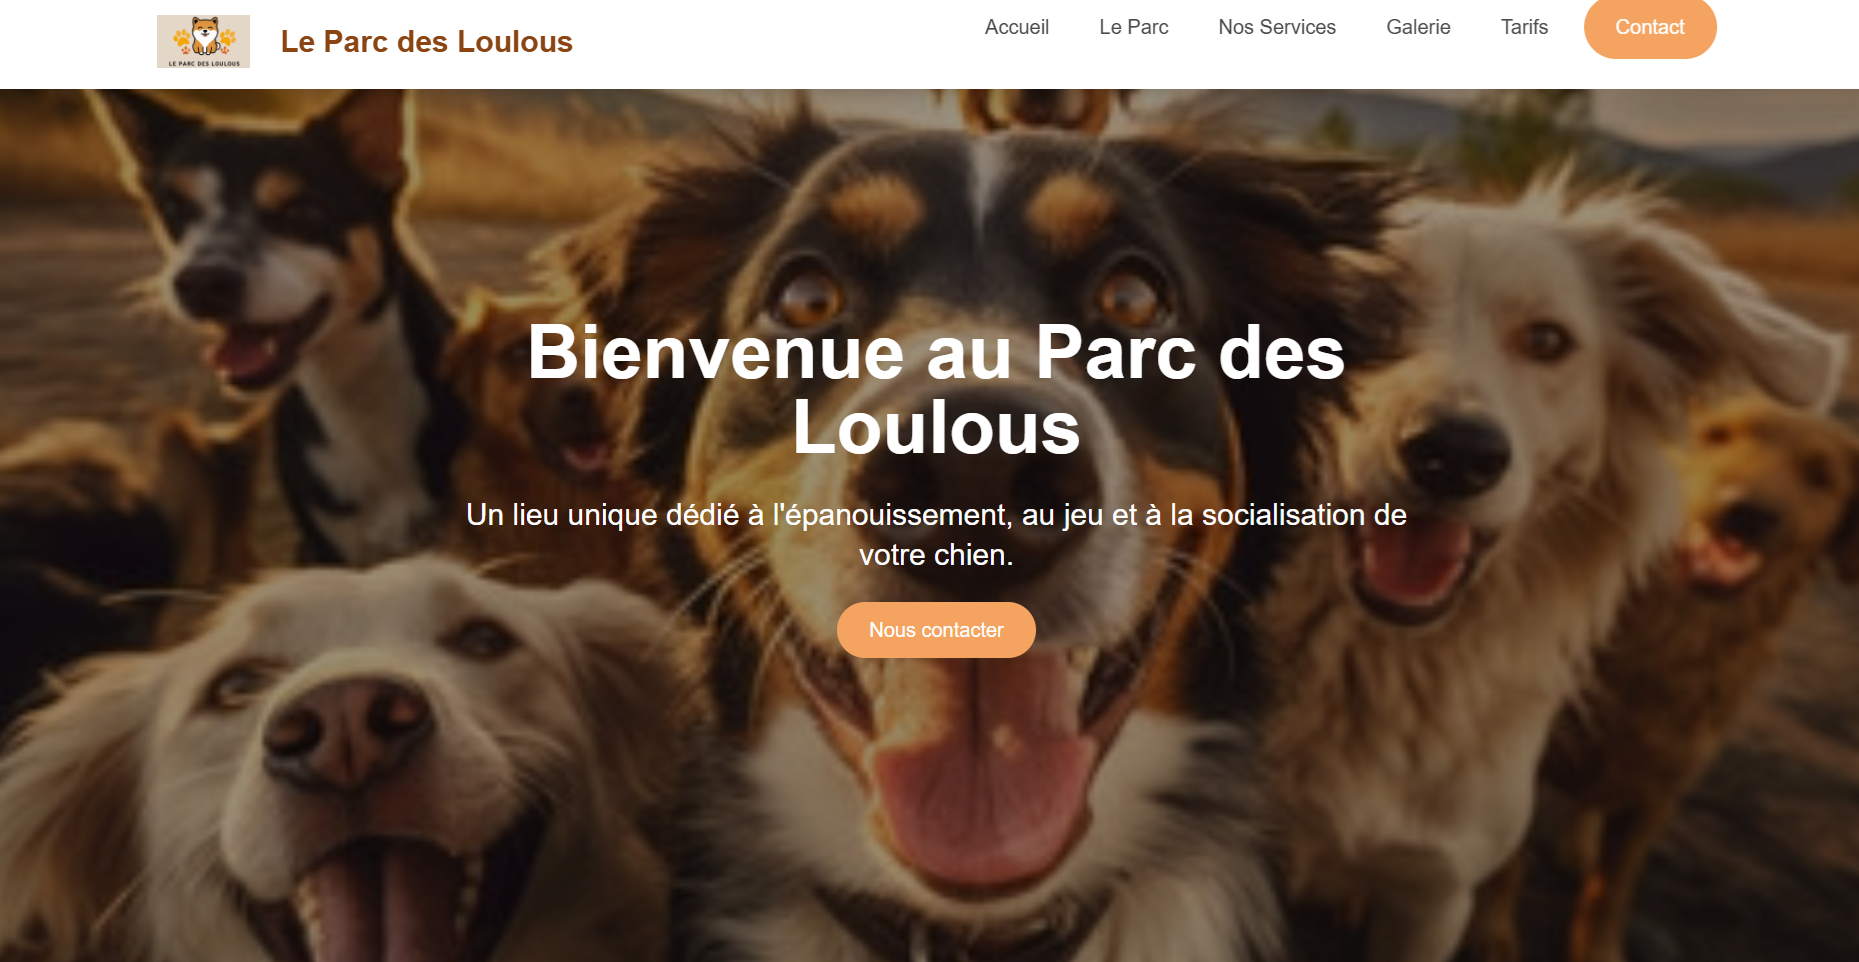 LE PARC DES LOULOUS
Le Parc des Loulous
Accueil
Le Parc
Nos Services
Galerie
Tarifs
Contact
Bienvenue au Parc des
Loulous
Un lieu unique dédié à l'épanouissement, au jeu et à la socialisation de
votre chien.
Nous contacter